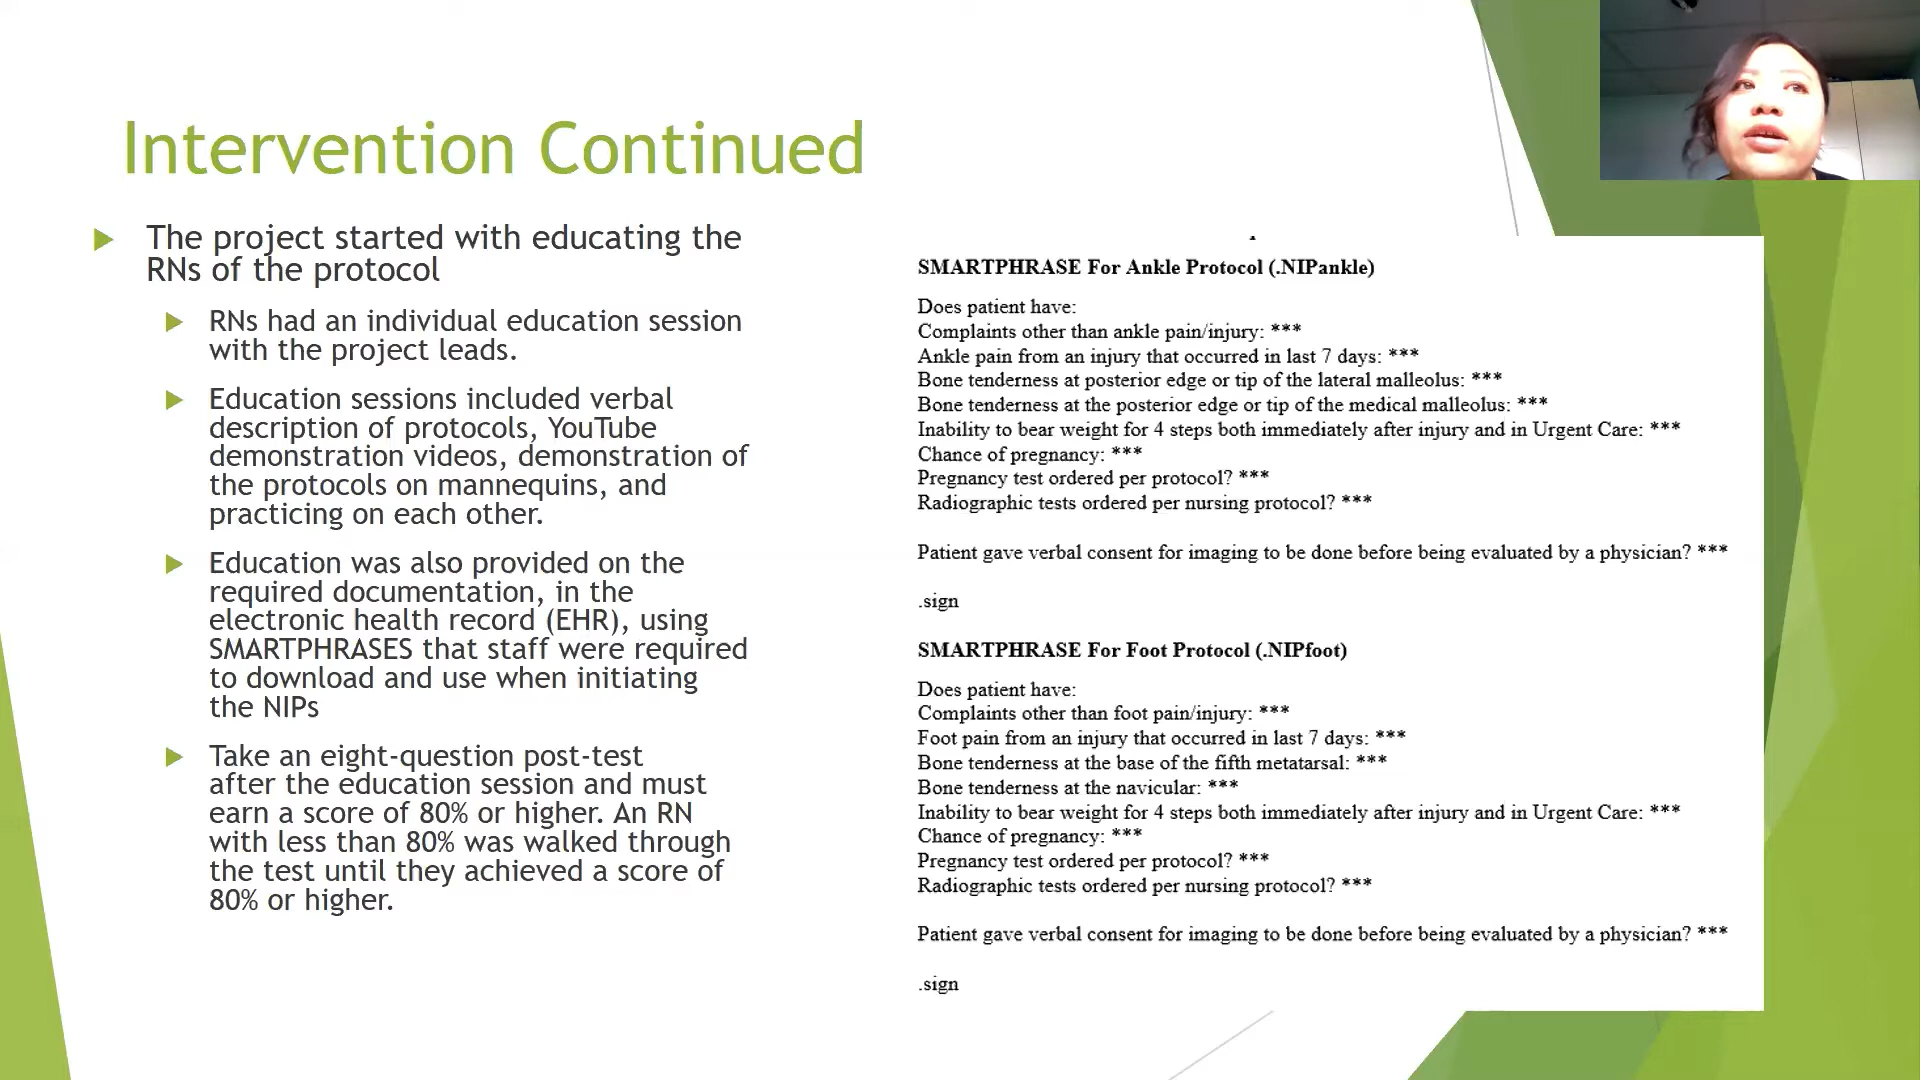 Intervention Continued
The project started with educating the
RNs of the protocol
RNs had an individual education session
with the project leads.
Education sessions included verbal
description of protocols, YouTube
demonstration videos, demonstration of
the protocols on mannequins, and
practicing on each other.
Education was also provided on the
required documentation, in the
electronic health record (EHR), using
SMARTPHRASES that staff were required
to download and use when initiating
the NIPs
Take an eight-question post-test
after the education session and must
earn a score of 80% or higher. An RN
with less than 80% was walked through
the test until they achieved a score of
80% or higher.
SMARTPHRASE For Ankle Protocol (.NIPankle)
Does patient have:
Complaints other than ankle pain/injury: ***
Ankle pain from an injury that occurred in last 7 days: ***
Bone tenderness at posterior edge or tip of the lateral malleolus: ***
Bone tenderness at the posterior edge or tip of the medical malleolus: ***
Inability to bear weight for 4 steps both immediately after injury and in Urgent Care: ***
Chance of pregnancy: ***
Pregnancy test ordered per protocol? ***
Radiographic tests ordered per nursing protocol? ***
Patient gave verbal consent for imaging to be done before being evaluated by a physician? ***
.sign
SMARTPHRASE For Foot Protocol (.NIPfoot)
Does patient have:
Complaints other than foot pain/injury: ***
Foot pain from an injury that occurred in last 7 days: ***
Bone tenderness at the base of the fifth metatarsal: ***
Bone tenderness at the navicular: ***
Inability to bear weight for 4 steps both immediately after injury and in Urgent Care: ***
Chance of pregnancy: ***
Pregnancy test ordered per protocol? ***
Radiographic tests ordered per nursing protocol? ***
Patient gave verbal consent for imaging to be done before being evaluated by a physician? ***
.sign